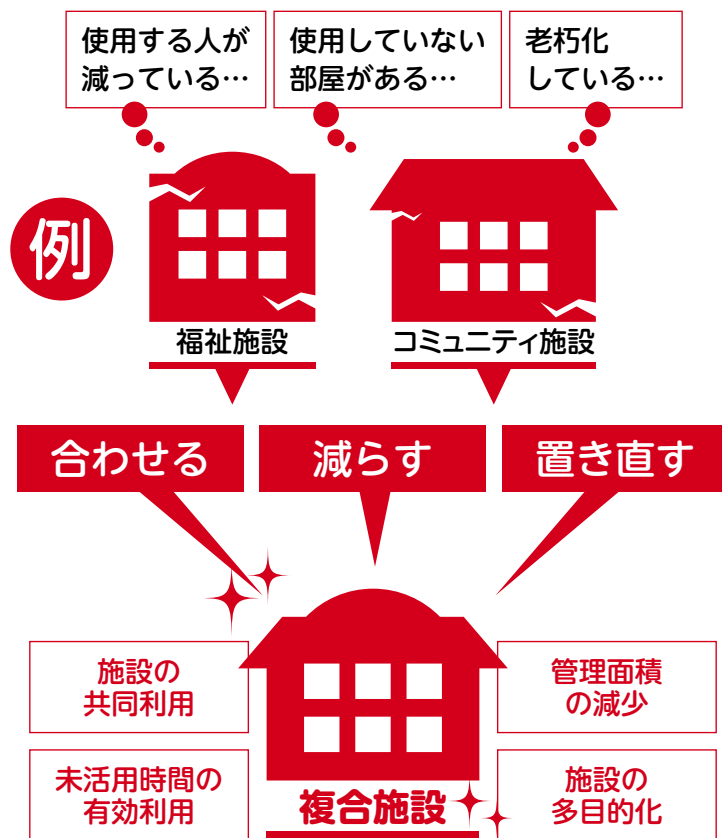 使用する人が
減っている…
使用していない
部屋がある…
老朽化
している…
例
福祉施設
コミュニティ施設
合わせる
減らす
置き直す
施設の
共同利用
管理面積
の減少
未活用時間の
有効利用
複合施設
施設の
多目的化